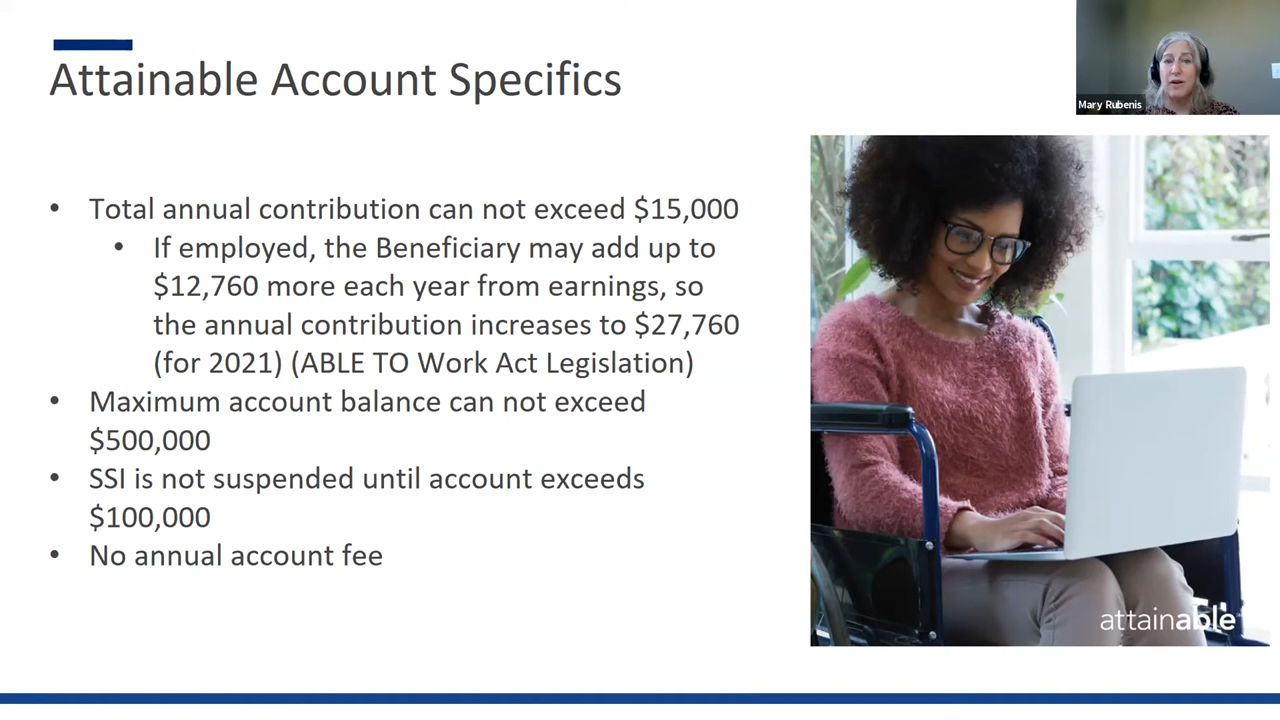 Attainable Account Specifics
Mary Rubenis
• Total annual contribution can not exceed $15,000
• If employed, the Beneficiary may add up to
$12,760 more each year from earnings, so
the annual contribution increases to $27,760
(for 2021) (ABLE TO Work Act Legislation)
• Maximum account balance can not exceed
$500,000
• SSI is not suspended until account exceeds
$100,000
• No annual account fee
attainable